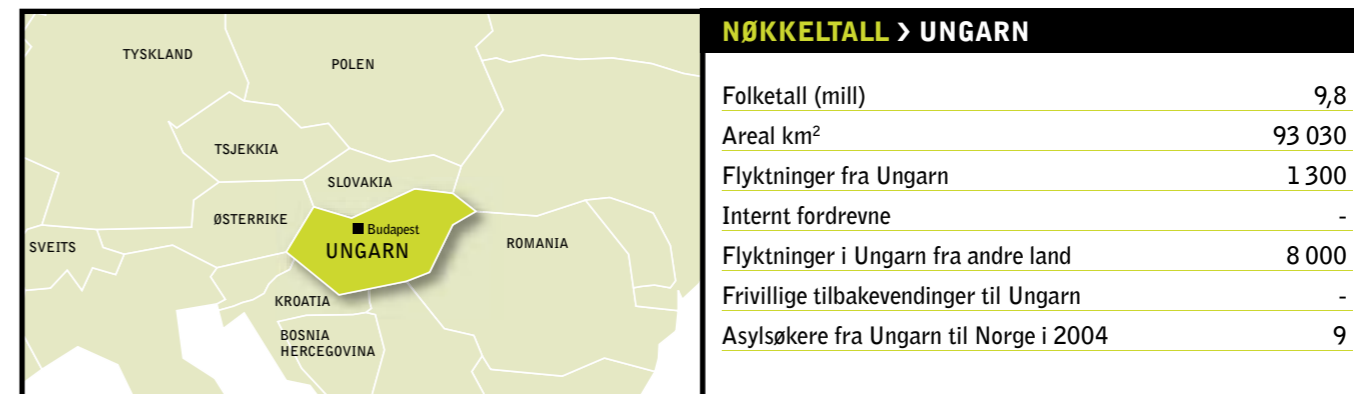 TYSKLAND
POLEN
TSJEKKIA
SLOVAKIA
ØSTERRIKE
Budapest
UNGARN
SVEITS
ROMANIA
KROATIA
BOSNIA
HERCEGOVINA
NØKKELTALL > UNGARN
Folketall (mill) 9,8
Areal km² 93 030
Flyktninger fra Ungarn 1 300
Internt fordrevne -
Flyktninger i Ungarn fra andre land 8 000
Frivillige tilbakevendinger til Ungarn -
Asylsøkere fra Ungarn til Norge i 2004 9